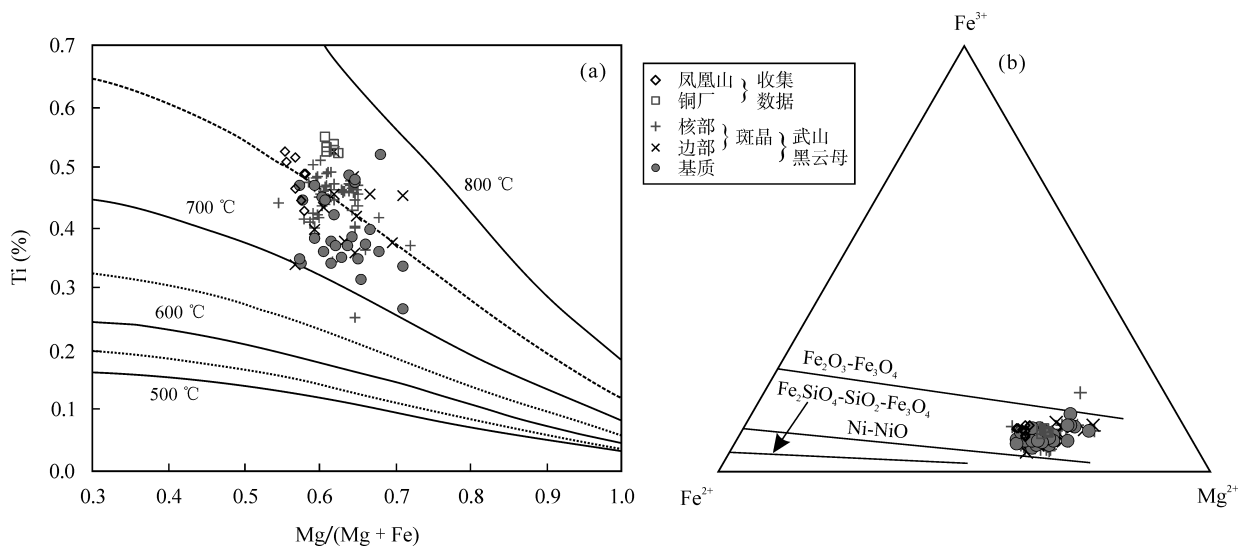 0.7
0.6
0.5
0.4
0.3
0.2
0.1
0.0
Ti (%)
(a)
800 ℃
700 ℃
600 ℃
500 ℃
0.3 0.4 0.5 0.6 0.7 0.8 0.9 1.0
Mg/(Mg + Fe)
凤凰山 } 收集
铜厂 数据
核部 } 斑晶 } 武山
边部 黑云母
基质
Fe³⁺
(b)
Fe₂O₃-Fe₃O₄
Fe₂SiO₄-SiO₂-Fe₃O₄
Ni-NiO
Fe²⁺
Mg²⁺